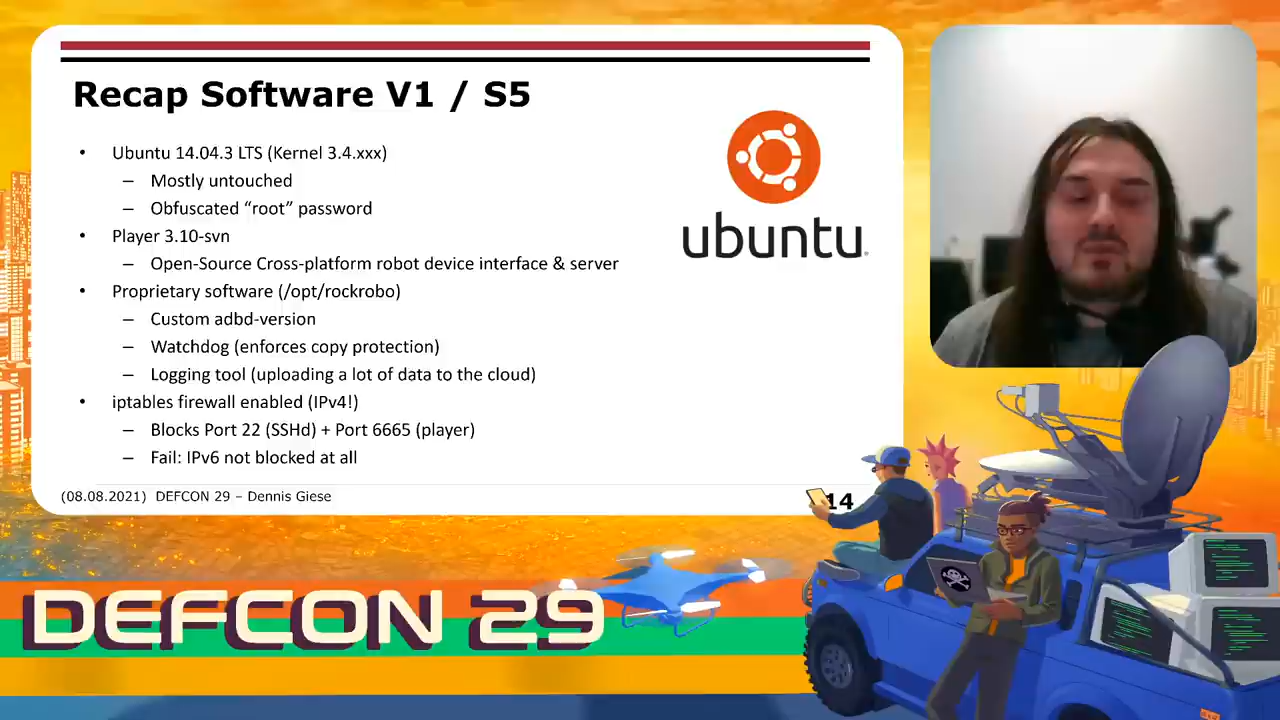 Recap Software V1 / S5
• Ubuntu 14.04.3 LTS (Kernel 3.4.xxx)
– Mostly untouched
– Obfuscated “root” password
• Player 3.10-svn
– Open-Source Cross-platform robot device interface & server
• Proprietary software (/opt/rockrobo)
– Custom adbd-version
– Watchdog (enforces copy protection)
– Logging tool (uploading a lot of data to the cloud)
• iptables firewall enabled (IPv4!)
– Blocks Port 22 (SSHd) + Port 6665 (player)
– Fail: IPv6 not blocked at all
ubuntu
(08.08.2021) DEFCON 29 – Dennis Giese
14
DEFCON 29